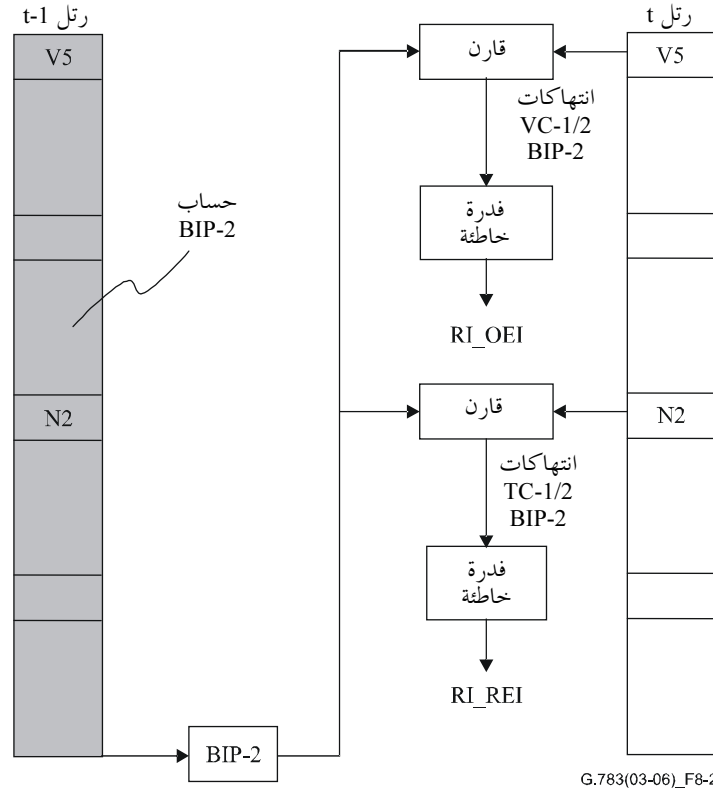 رتل t-1
رتل t
V5
قارن
V5
انتهاكات
VC-1/2
BIP-2
حساب
BIP-2
فدرة
خاطئة
RI_OEI
N2
قارن
N2
انتهاكات
TC-1/2
BIP-2
فدرة
خاطئة
RI_REI
BIP-2
G.783(03-06)_F8-2